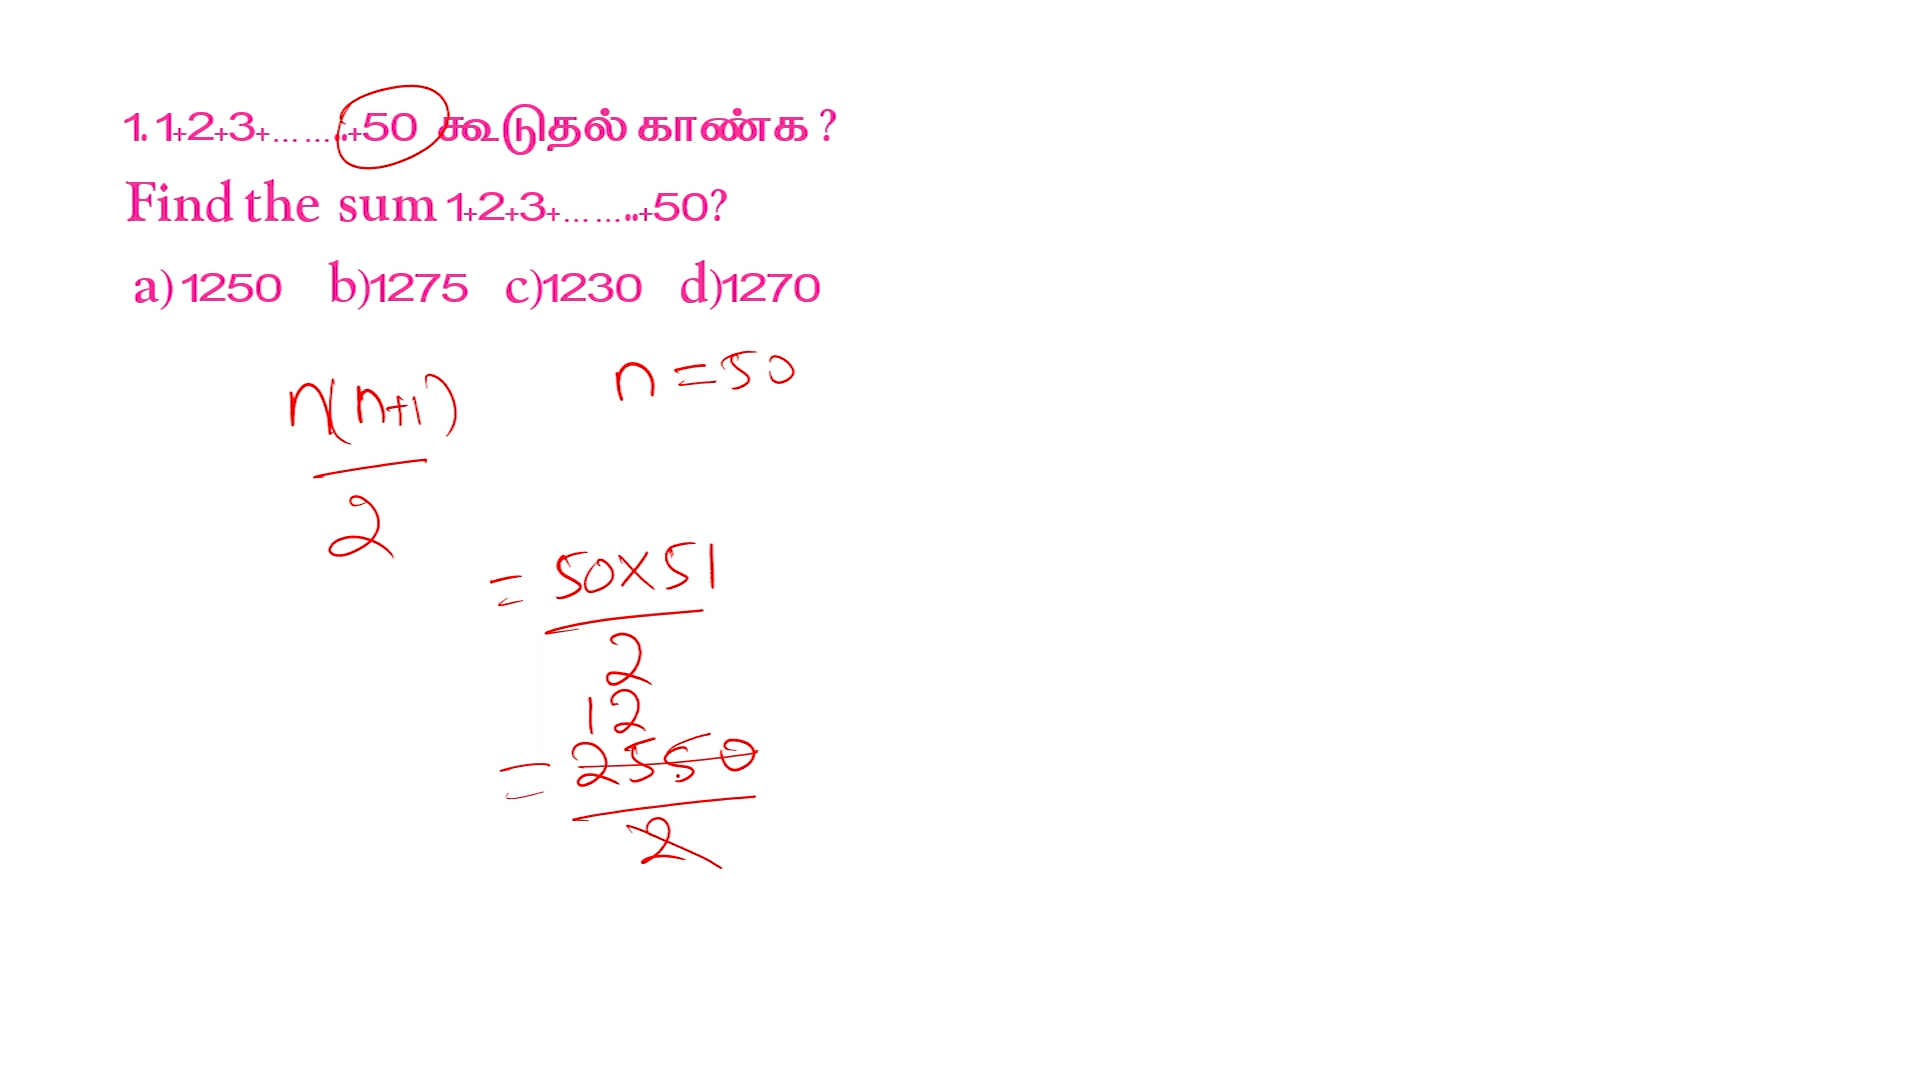 1. 1+2+3+……..+50 கூடுதல் காண்க ?
Find the sum 1+2+3+……..+50?
a) 1250 b)1275 c)1230 d)1270
n(n+1)
2
n = 50
= 50×51
2
12
= 2550
2